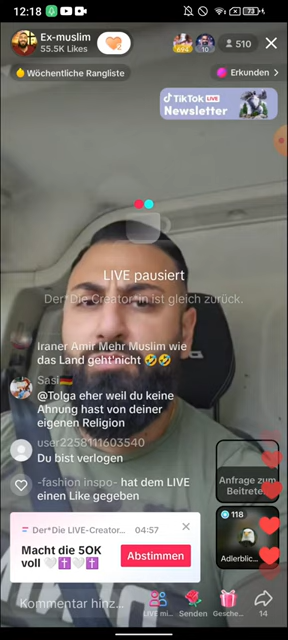 12:18
73
Ex-muslim
55.5K Likes
10
510
Wöchentliche Rangliste
Erkunden >
TikTok LIVE
Newsletter
LIVE pausiert
Der*Die Creator*in ist gleich zurück.
Iraner Amir Mehr Muslim wie
das Land geht'nicht 🤣🤣
Sasi🇩🇪
@Tolga eher weil du keine
Ahnung hast von deiner
eigenen Religion
user2258111603540
Du bist verlogen
-fashion inspo- hat dem LIVE
einen Like gegeben
Anfrage zum
Beitrete
118
Adlerblic...
Der*Die LIVE-Creator... 04:57
Macht die 50K
voll 🤍✝️🤍✝️
Abstimmen
Kommentar hinz...
LIVE mi...
Senden
Gesche...
14